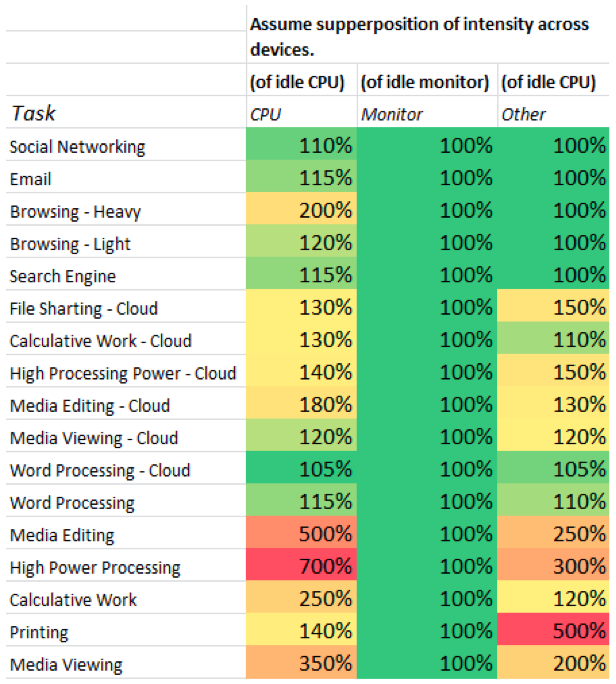 Assume supperposition of intensity across
devices.
(of idle CPU) (of idle monitor) (of idle CPU)
Task CPU Monitor Other
Social Networking 110% 100% 100%
Email 115% 100% 100%
Browsing - Heavy 200% 100% 100%
Browsing - Light 120% 100% 100%
Search Engine 115% 100% 100%
File Sharting - Cloud 130% 100% 150%
Calculative Work - Cloud 130% 100% 110%
High Processing Power - Cloud 140% 100% 150%
Media Editing - Cloud 180% 100% 130%
Media Viewing - Cloud 120% 100% 120%
Word Processing - Cloud 105% 100% 105%
Word Processing 115% 100% 110%
Media Editing 500% 100% 250%
High Power Processing 700% 100% 300%
Calculative Work 250% 100% 120%
Printing 140% 100% 500%
Media Viewing 350% 100% 200%